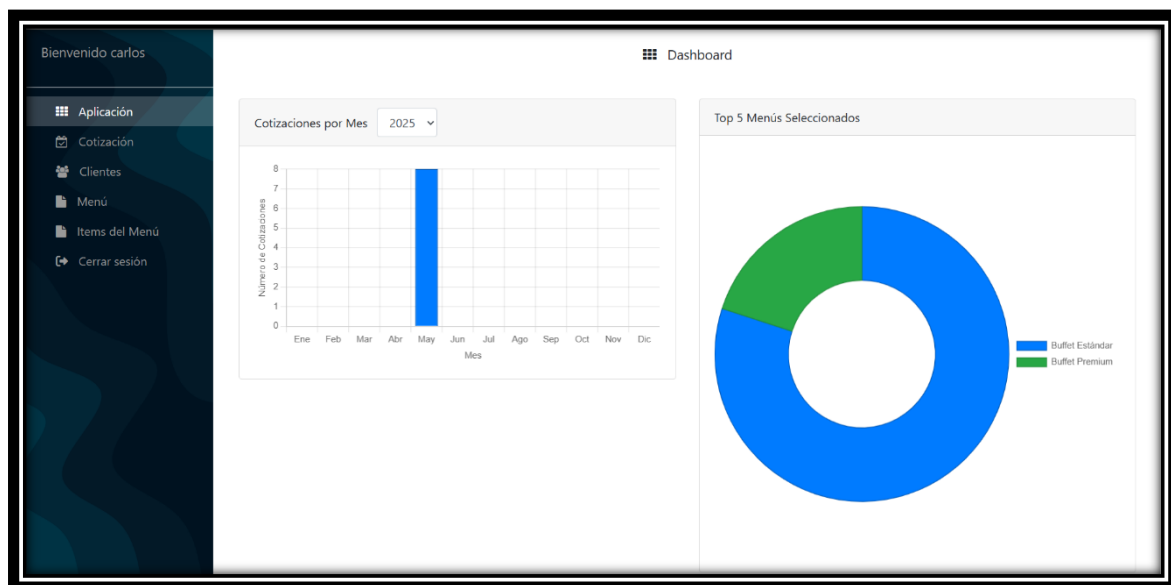 Bienvenido carlos
Aplicación
Cotización
Clientes
Menú
Items del Menú
Cerrar sesión
Dashboard
Cotizaciones por Mes 2025
8
7
6
5
4
3
2
1
0
Número de Cotizaciones
Ene Feb Mar Abr May Jun Jul Ago Sep Oct Nov Dic
Mes
Top 5 Menús Seleccionados
Buffet Estándar
Buffet Premium